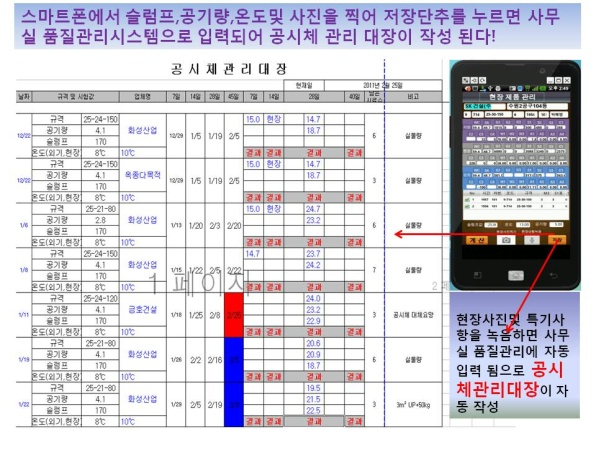 스마트폰에서 슬럼프,공기량,온도및 사진을 찍어 저장단추를 누르면 사무
실 품질관리시스템으로 입력되어 공시체 관리 대장이 작성 된다!
공 시 체 관 리 대 장
현재일 2011년 2월 25일
날짜 규격 및 시험값 업체명 7일 14일 28일 45일 7일 14일 28일 40일 비고
12/22 규격 25-24-150 화성산업 12/29 1/5 1/19 2/5 15.0 현장 14.7 6 실물량
공기량 4.1 18.7
슬럼프 170
온도(외기,현장) 8℃ 10℃ 결과 결과 결과 결과
12/22 규격 25-24-150 옥종다목적 12/29 1/5 1/19 2/5 15.0 현장 14.7 3 실물량
공기량 4.1 18.7
슬럼프 170
온도(외기,현장) 8℃ 10℃ 결과 결과 결과 결과
1/6 규격 25-21-80 화성산업 1/13 1/20 2/3 2/20 15.0 현장 24.7 6 실물량
공기량 2.8 23.2
슬럼프 170
온도(외기,현장) 8℃ 10℃ 결과 결과 결과 결과
1/8 규격 25-24-150 화성산업 1/15 1/22 2/5 2/22 14.7 23.7 7 실물량
공기량 4.1 24.2
슬럼프 170
온도(외기,현장) 8℃ 10℃ 결과 결과 결과 결과
1 페이지
1/11 규격 25-24-120 금호건설 1/18 1/25 2/8 24.0 3 공시체 대체요망
공기량 4.1 23.2
슬럼프 170 22.9
온도(외기,현장) 8℃ 10℃ 결과 결과 결과 결과
1/19 규격 25-21-80 화성산업 1/26 2/2 2/16 20.6 6 실물량
공기량 4.1 20.9
슬럼프 170 18.7
온도(외기,현장) 8℃ 10℃ 결과 결과 결과 결과
1/22 규격 25-21-80 화성산업 1/29 2/5 2/19 19.5 3 3m³ UP+50kg
공기량 4.1 21.5
슬럼프 170 22.5
온도(외기,현장) 8℃ 10℃ 결과 결과 결과 결과
2:49
현장 제품 관리
SK 건설(주 수원2공구104동
계 산
현장사진및 특기사
항을 녹음하면 사무
실 품질관리에 자동
입력 됨으로 공시
체관리대장이 자
동 작성